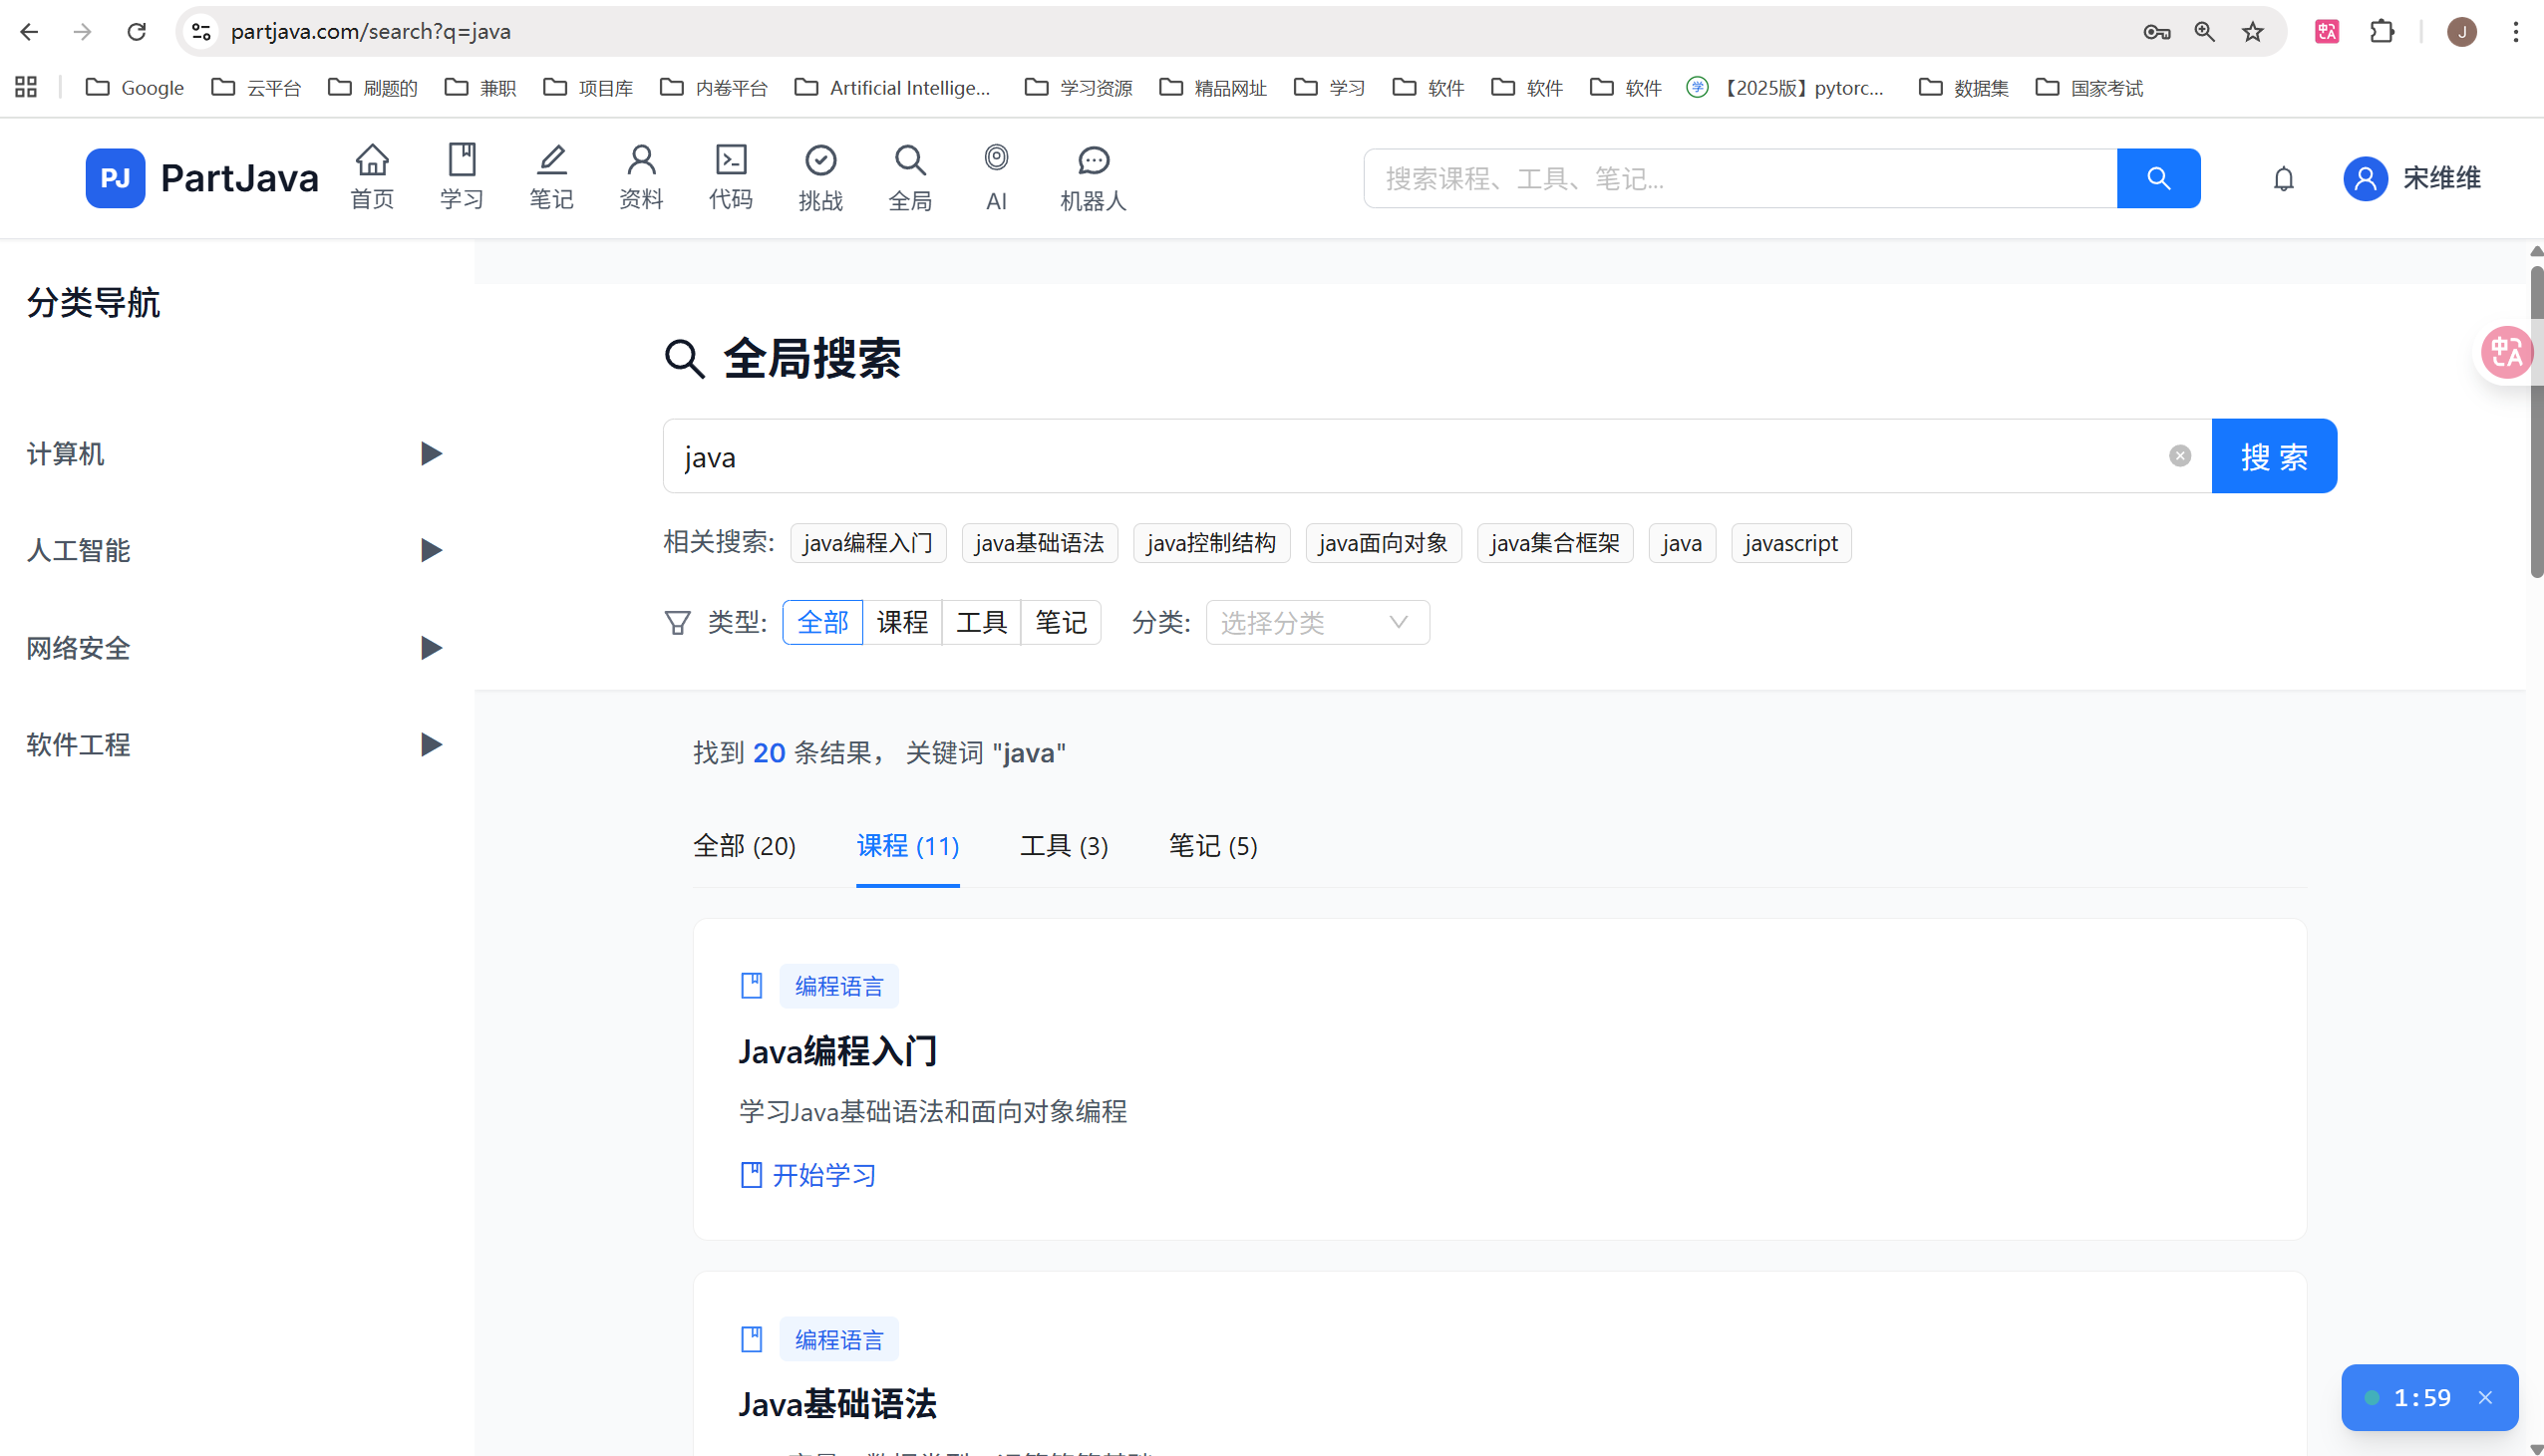 partjava.com/search?q=java
J
Google
云平台
刷题的
兼职
项目库
内卷平台
Artificial Intellige...
学习资源
精品网址
学习
软件
软件
软件
【2025版】pytorc...
数据集
国家考试
PJ PartJava
首页
学习
笔记
资料
代码
挑战
全局
AI
机器人
搜索课程、工具、笔记...
宋维维
分类导航
计算机
人工智能
网络安全
软件工程
全局搜索
java
搜 索
相关搜索: java编程入门 java基础语法 java控制结构 java面向对象 java集合框架 java javascript
类型: 全部 课程 工具 笔记 分类: 选择分类
找到 20 条结果， 关键词 "java"
全部 (20) 课程 (11) 工具 (3) 笔记 (5)
编程语言
Java编程入门
学习Java基础语法和面向对象编程
开始学习
编程语言
Java基础语法
1:59